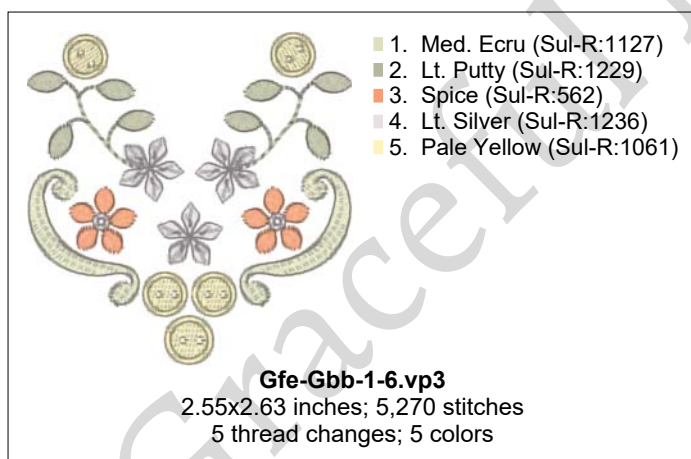 1. Med. Ecru (Sul-R:1127)
2. Lt. Putty (Sul-R:1229)
3. Spice (Sul-R:562)
4. Lt. Silver (Sul-R:1236)
5. Pale Yellow (Sul-R:1061)
Gfe-Gbb-1-6.vp3
2.55x2.63 inches; 5,270 stitches
5 thread changes; 5 colors
Graceful